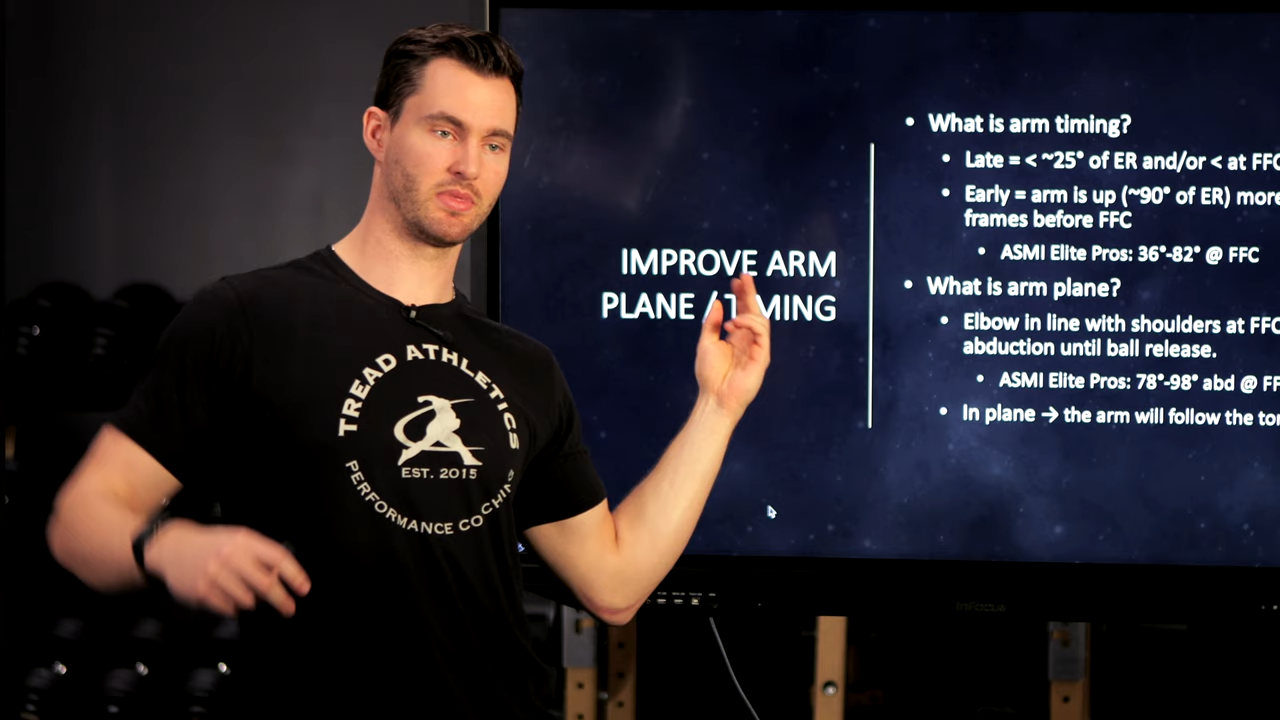 IMPROVE ARM
PLANE / TIMING
• What is arm timing?
• Late = < ~25° of ER and/or < at FFC
• Early = arm is up (~90° of ER) more
frames before FFC
• ASMI Elite Pros: 36°-82° @ FFC
• What is arm plane?
• Elbow in line with shoulders at FFC
abduction until ball release.
• ASMI Elite Pros: 78°-98° abd @ FF
• In plane → the arm will follow the
TREAD ATHLETICS
EST. 2015
PERFORMANCE COCHING
InFocus